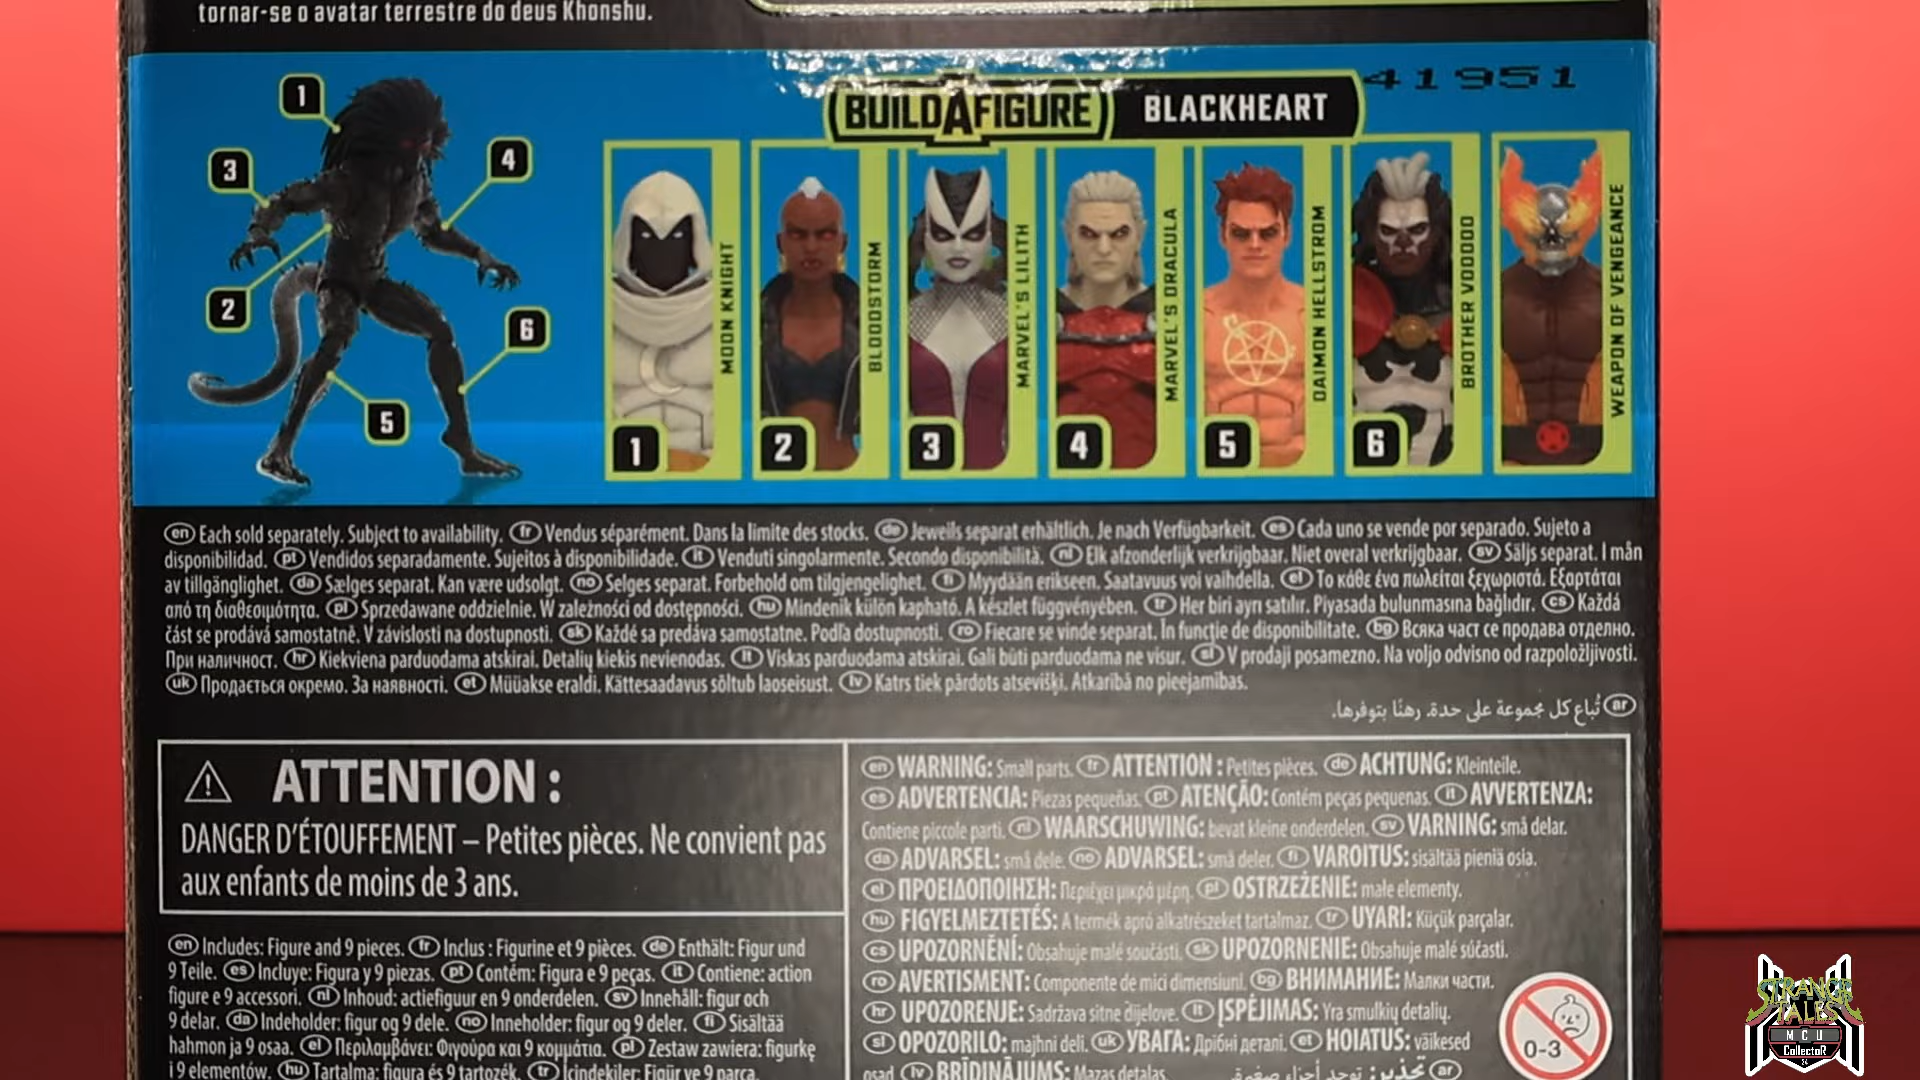 tornar-se o avatar terrestre do deus Khonshu.
41951
BUILD A FIGURE BLACKHEART
1
3
4
2
6
5
MOON KNIGHT
1
BLOODSTORM
2
MARVEL'S LILITH
3
MARVEL'S DRACULA
4
DAIMON HELLSTROM
5
BROTHER VOODOO
6
WEAPON OF VENGEANCE
en Each sold separately. Subject to availability. fr Vendus séparément. Dans la limite des stocks. de Jeweils separat erhältlich. Je nach Verfügbarkeit. es Cada uno se vende por separado. Sujeto a
disponibilidad. pt Vendidos separadamente. Sujeitos à disponibilidade. it Venduti singolarmente. Secondo disponibilità. nl Elk afzonderlijk verkrijgbaar. Niet overal verkrijgbaar. sv Säljs separat. I mån
av tillgänglighet. da Sælges separat. Kan være udsolgt. no Selges separat. Forbehold om tilgjengelighet. fi Myydään erikseen. Saatavuus voi vaihdella. el Το κάθε ένα πωλείται ξεχωριστά. Εξαρτάται
από τη διαθεσιμότητα. pl Sprzedawane oddzielnie. W zależności od dostępności. hu Mindenik külön kapható. A készlet függvényében. tr Her biri ayrı satılır. Piyasada bulunmasına bağlıdır. cs Každá
část se prodává samostatně. V závislosti na dostupnosti. sk Každé sa predáva samostatne. Podľa dostupnosti. ro Fiecare se vinde separat. În funcție de disponibilitate. bg Всяка част се продава отделно.
При наличност. hr Kiekviena parduodama atskirai. Detalių kiekis nevienodas. lt Viskas parduodama atskirai. Gali būti parduodama ne visur. sl V prodaji posamezno. Na voljo odvisno od razpoložljivosti.
uk Продається окремо. За наявності. et Müüakse eraldi. Kättesaadavus sõltub laoseisust. lv Katrs tiek pārdots atsevišķi. Atkarībā no pieejamības.
ar تُباع كل مجموعة على حدة. رهنًا بتوفرها.
ATTENTION :
DANGER D'ÉTOUFFEMENT – Petites pièces. Ne convient pas
aux enfants de moins de 3 ans.
en WARNING: Small parts. fr ATTENTION : Petites pièces. de ACHTUNG: Kleinteile.
es ADVERTENCIA: Piezas pequeñas. pt ATENÇÃO: Contém peças pequenas. it AVVERTENZA:
Contiene piccole parti. nl WAARSCHUWING: bevat kleine onderdelen. sv VARNING: små delar.
da ADVARSEL: små dele. no ADVARSEL: små deler. fi VAROITUS: sisältää pieniä osia.
el ΠΡΟΕΙΔΟΠΟΙΗΣΗ: Περιέχει μικρά μέρη. pl OSTRZEŻENIE: małe elementy.
hu FIGYELMEZTETÉS: A termék apró alkatrészeket tartalmaz. tr UYARI: Küçük parçalar.
cs UPOZORNĚNÍ: Obsahuje malé součásti. sk UPOZORNENIE: Obsahuje malé súčasti.
ro AVERTISMENT: Componente de mici dimensiuni. bg ВНИМАНИЕ: Малки части.
hr UPOZORENJE: Sadržava sitne dijelove. lt ĮSPĖJIMAS: Yra smulkių detalių.
sl OPOZORILO: majhni deli. uk УВАГА: Дрібні деталі. et HOIATUS: väikesed
osad lv BRĪDINĀJUMS: Mazas detaļas. ar تحذير: توجد أجزاء صغيرة.
0-3
en Includes: Figure and 9 pieces. fr Inclus : Figurine et 9 pièces. de Enthält: Figur und
9 Teile. es Incluye: Figura y 9 piezas. pt Contém: Figura e 9 peças. it Contiene: action
figure e 9 accessori. nl Inhoud: actiefiguur en 9 onderdelen. sv Innehåll: figur och
9 delar. da Indeholder: figur og 9 dele. no Inneholder: figur og 9 deler. fi Sisältää
hahmon ja 9 osaa. el Περιλαμβάνει: Φιγούρα και 9 κομμάτια. pl Zestaw zawiera: figurkę
i 9 elementów. hu Tartalma: figura és 9 tartozék. tr İçindekiler: Figür ve 9 parça.
STRANGE
TALES
MCU
CollectoR